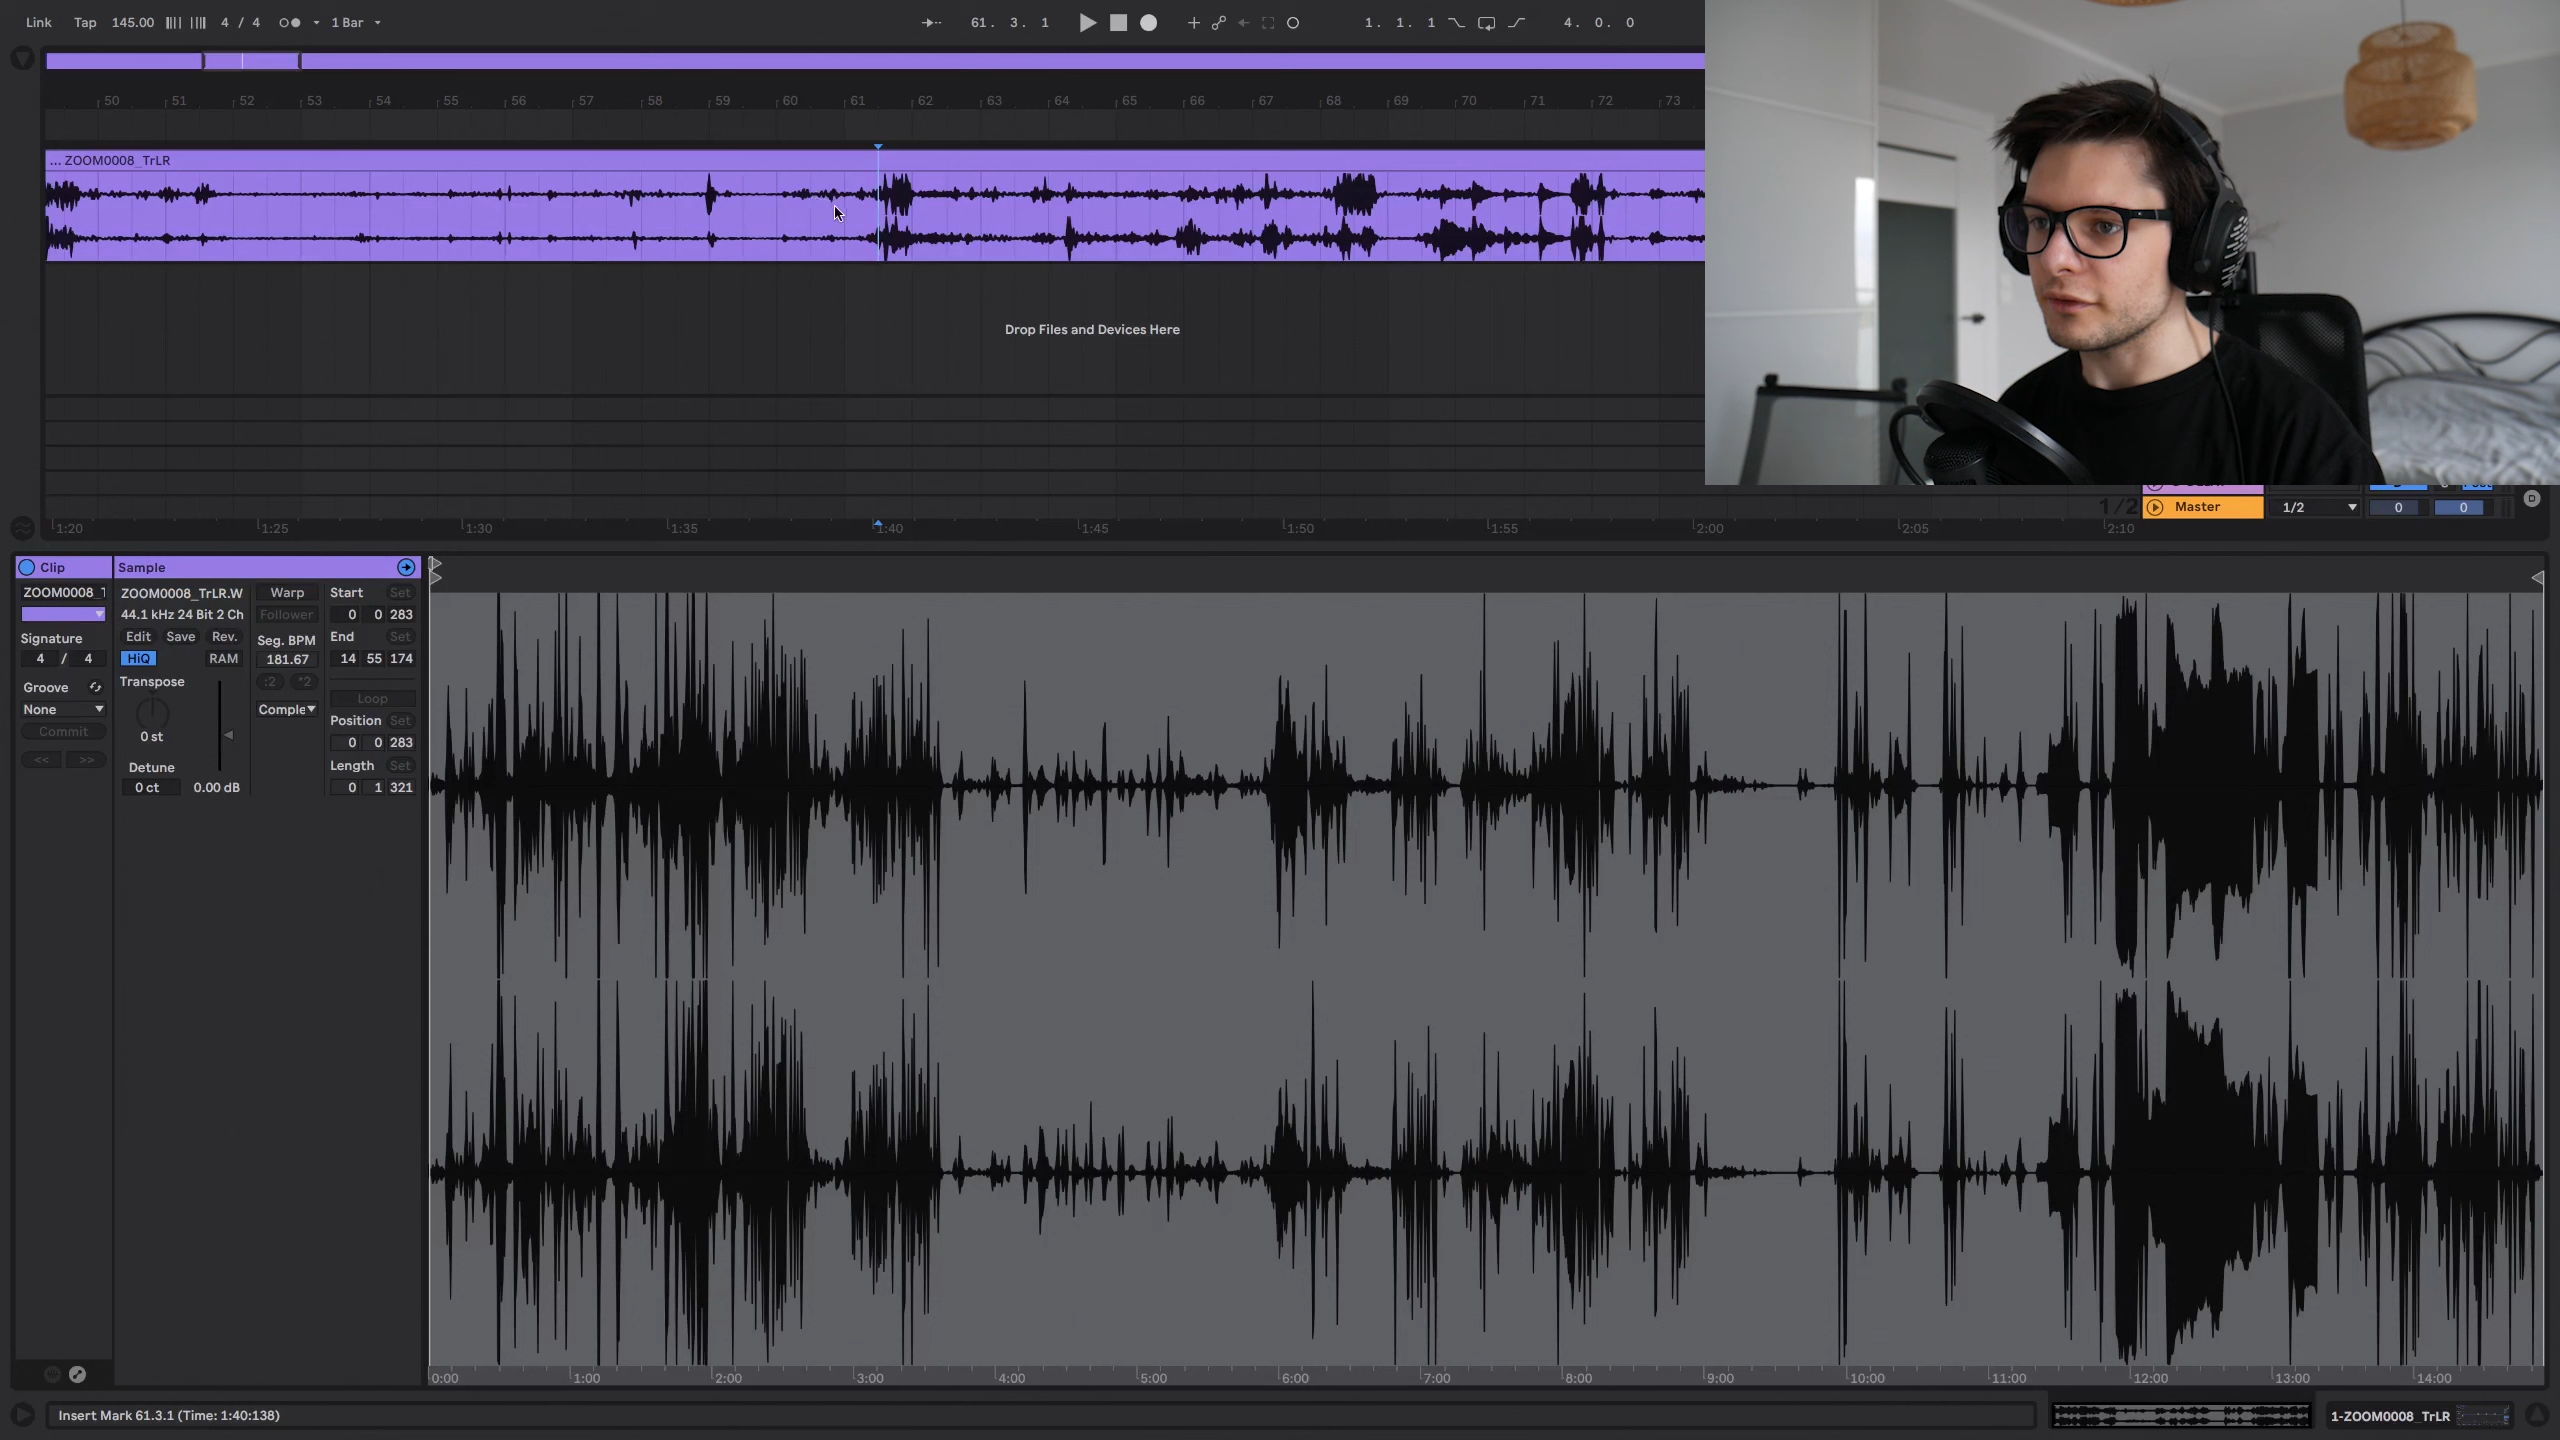 Link Tap 145.00 4 / 4 1 Bar 61. 3. 1 1. 1. 1 4. 0. 0
50 51 52 53 54 55 56 57 58 59 60 61 62 63 64 65 66 67 68 69 70 71 72 73
... ZOOM0008_TrLR
Drop Files and Devices Here
1/2 Master 1/2 0 0
1:20 1:25 1:30 1:35 1:40 1:45 1:50 1:55 2:00 2:05 2:10
Clip Sample
ZOOM0008_T ZOOM0008_TrLR.W Warp Start Set
44.1 kHz 24 Bit 2 Ch Follower 0 0 283
Signature Edit Save Rev. Seg. BPM End Set
4 / 4 HiQ RAM 181.67 14 55 174
Groove Transpose :2 *2 Loop
None Comple Position Set
Commit 0 st 0 0 283
<< >> Detune Length Set
0 ct 0.00 dB 0 1 321
0:00 1:00 2:00 3:00 4:00 5:00 6:00 7:00 8:00 9:00 10:00 11:00 12:00 13:00 14:00
Insert Mark 61.3.1 (Time: 1:40:138) 1-ZOOM0008_TrLR